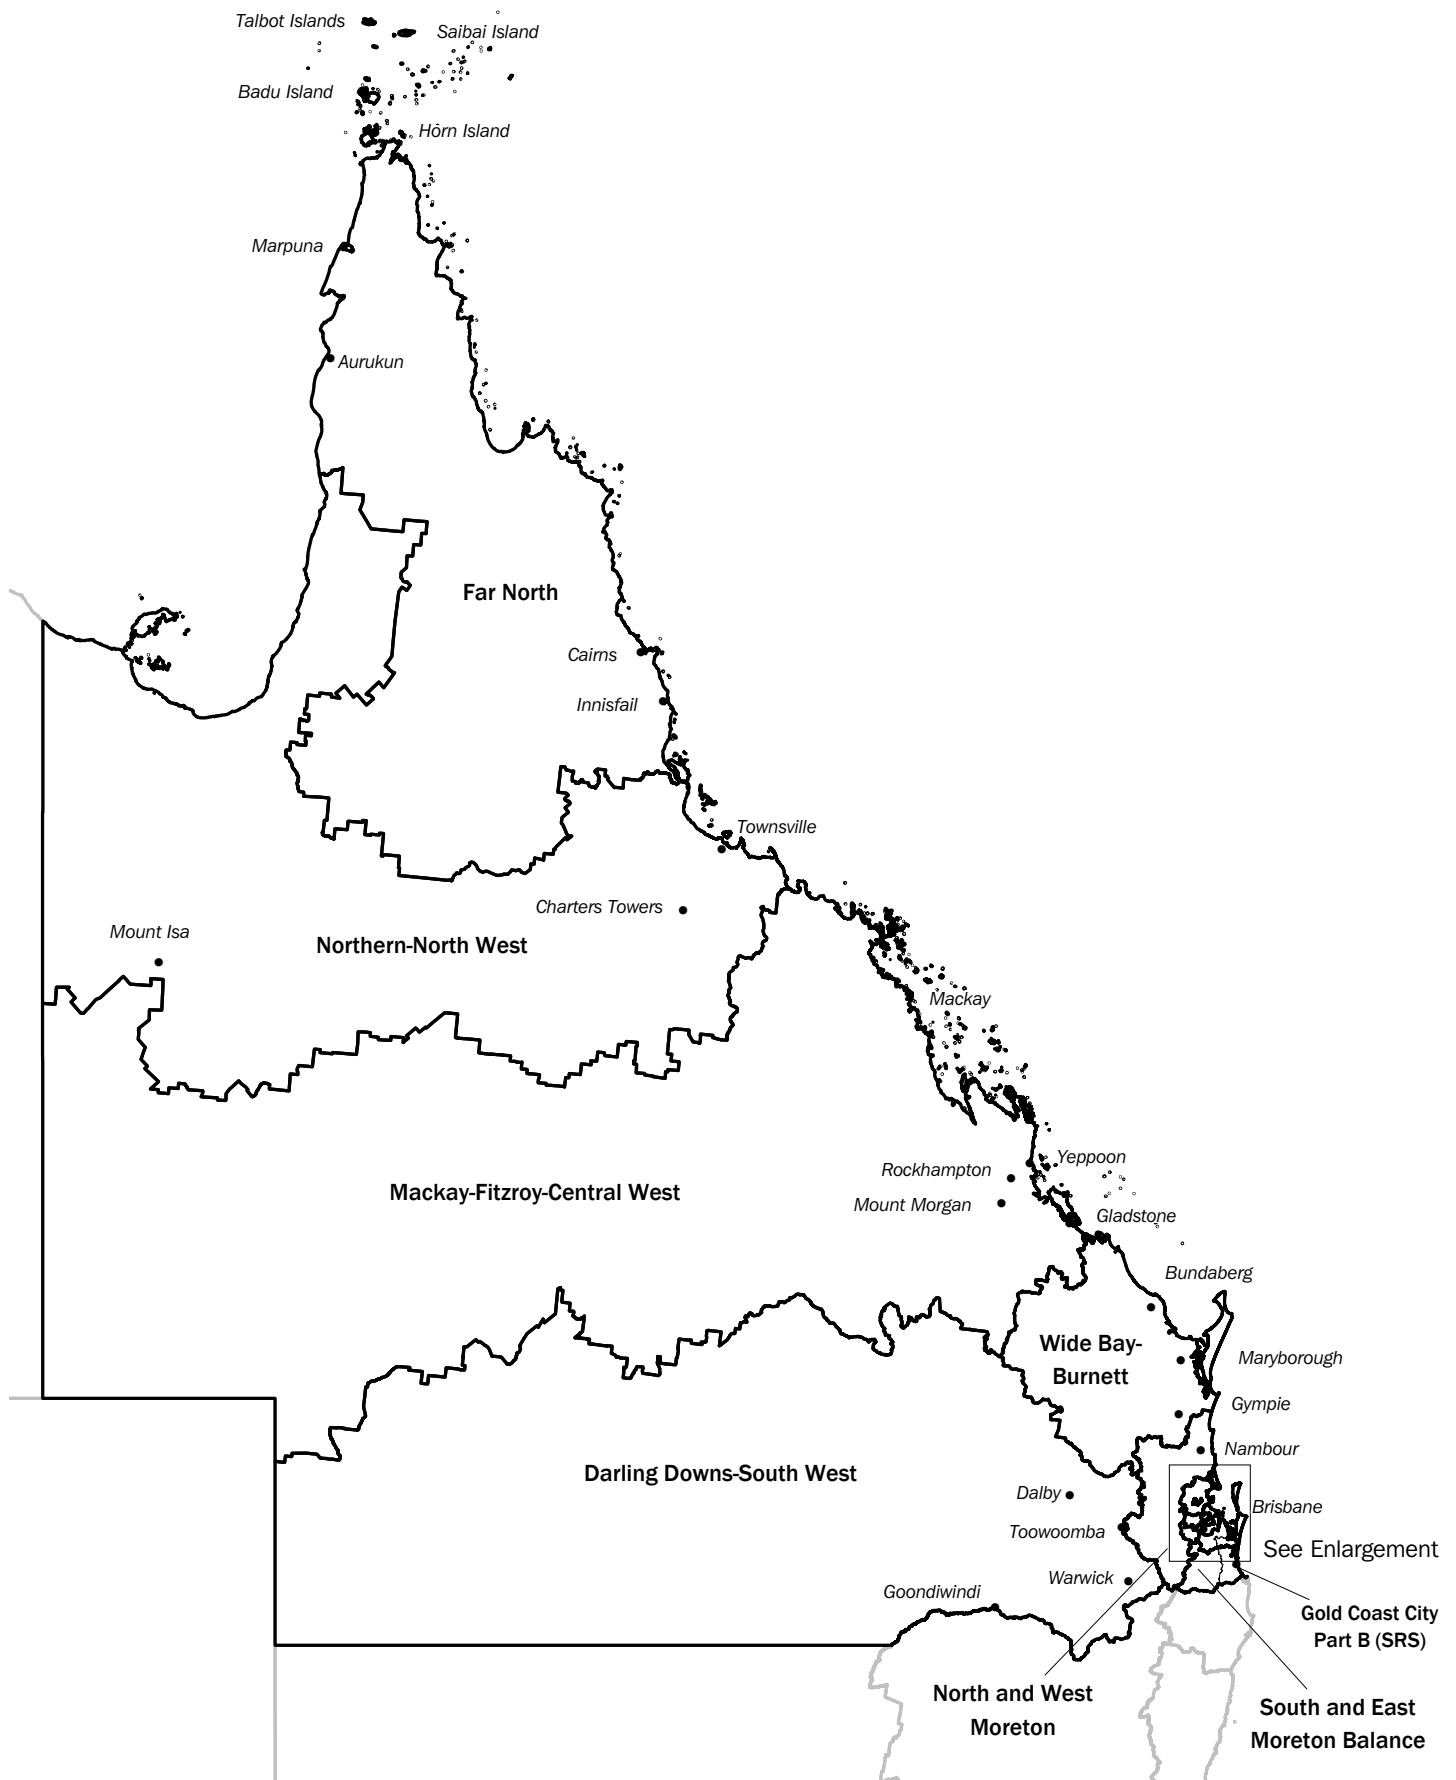 Talbot Islands
Saibai Island
Badu Island
Horn Island
Marpuna
Aurukun
Far North
Cairns
Innisfail
Townsville
Charters Towers
Mount Isa
Northern-North West
Mackay
Yeppoon
Rockhampton
Mackay-Fitzroy-Central West
Mount Morgan
Gladstone
Bundaberg
Wide Bay-
Burnett
Maryborough
Gympie
Nambour
Darling Downs-South West
Dalby
Brisbane
Toowoomba
See Enlargement
Warwick
Goondiwindi
Gold Coast City
Part B (SRS)
North and West
Moreton
South and East
Moreton Balance